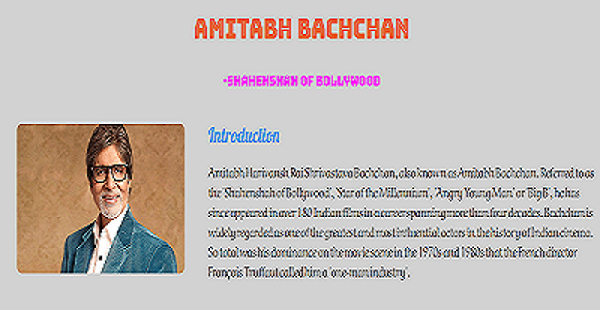 AMITABH BACHCHAN
-SHAHENSHAH OF BOLLYWOOD
Introduction
Amitabh Harivansh Rai Shrivastava Bachchan, also known as Amitabh Bachchan. Referred to as
the 'Shahenshah of Bollywood', 'Star of the Millennium', 'Angry Young Man' or 'Big B', he has
since appeared in over 180 Indian films in a career spanning more than four decades. Bachchan is
widely regarded as one of the greatest and most influential actors in the history of Indian cinema.
So total was his dominance on the movie scene in the 1970s and 1980s that the French director
François Truffaut called him a 'one-man industry'.